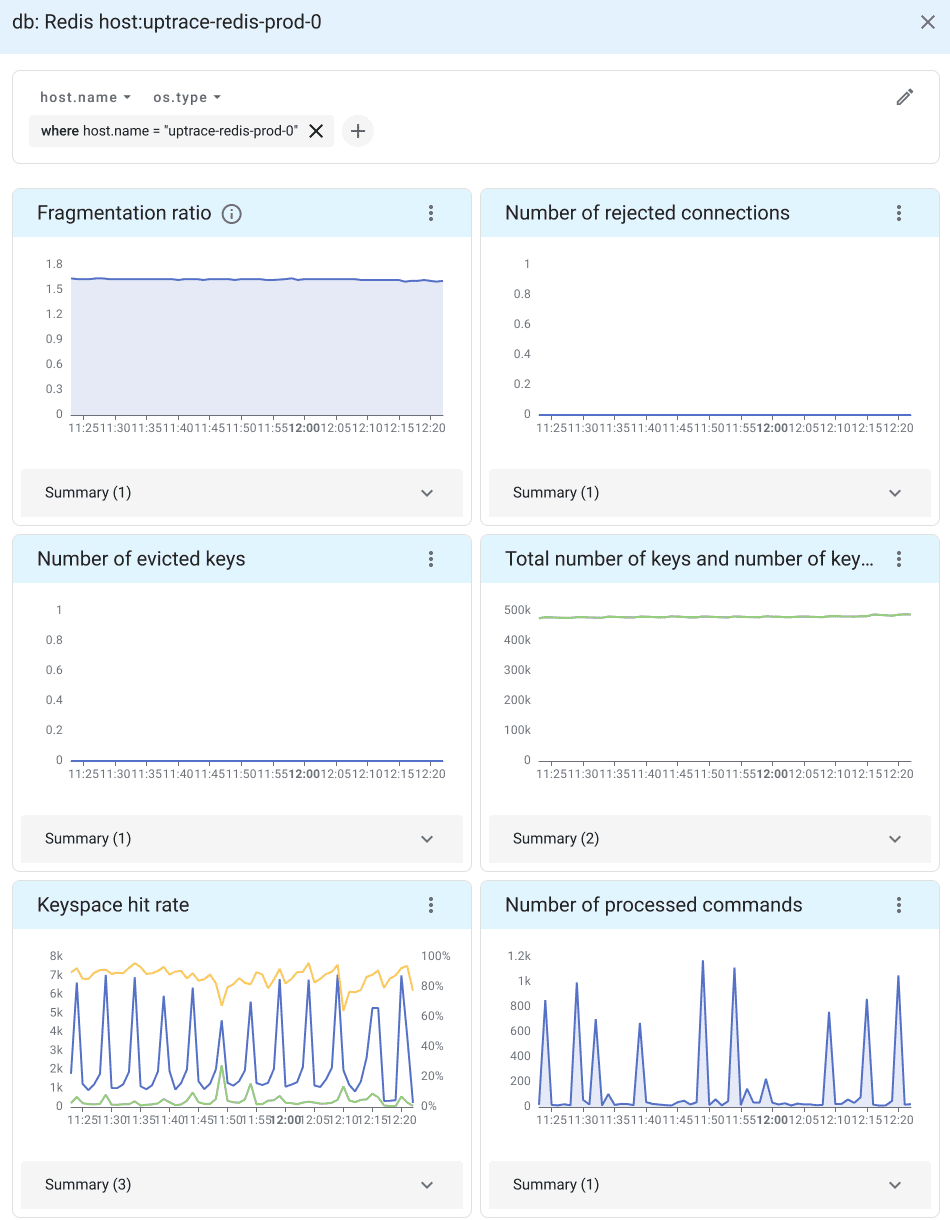 db: Redis host:uptrace-redis-prod-0
host.name os.type
where host.name = "uptrace-redis-prod-0"
Fragmentation ratio
1.8
1.5
1.2
0.9
0.6
0.3
0
11:25 11:30 11:35 11:40 11:45 11:50 11:55 12:00 12:05 12:10 12:15 12:20
Summary (1)
Number of rejected connections
1
0.8
0.6
0.4
0.2
0
11:25 11:30 11:35 11:40 11:45 11:50 11:55 12:00 12:05 12:10 12:15 12:20
Summary (1)
Number of evicted keys
1
0.8
0.6
0.4
0.2
0
11:25 11:30 11:35 11:40 11:45 11:50 11:55 12:00 12:05 12:10 12:15 12:20
Summary (1)
Total number of keys and number of key...
500k
400k
300k
200k
100k
0
11:25 11:30 11:35 11:40 11:45 11:50 11:55 12:00 12:05 12:10 12:15 12:20
Summary (2)
Keyspace hit rate
8k 100%
7k
6k 80%
5k 60%
4k
3k 40%
2k 20%
1k
0 0%
11:25 11:30 11:35 11:40 11:45 11:50 11:55 12:00 12:05 12:10 12:15 12:20
Summary (3)
Number of processed commands
1.2k
1k
800
600
400
200
0
11:25 11:30 11:35 11:40 11:45 11:50 11:55 12:00 12:05 12:10 12:15 12:20
Summary (1)